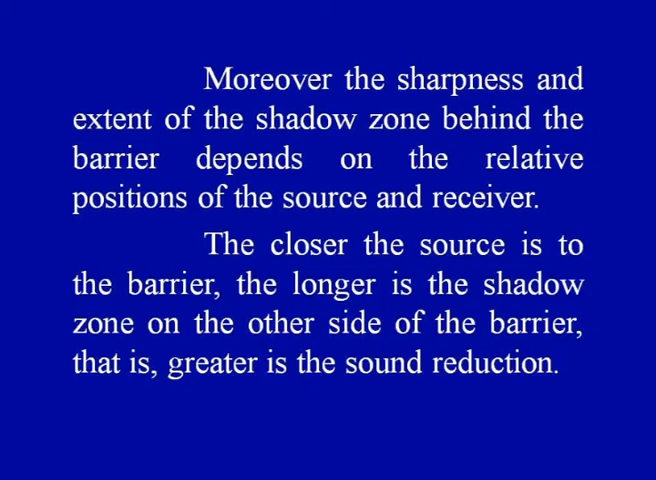 Moreover the sharpness and
extent of the shadow zone behind the
barrier depends on the relative
positions of the source and receiver.
The closer the source is to
the barrier, the longer is the shadow
zone on the other side of the barrier,
that is, greater is the sound reduction.